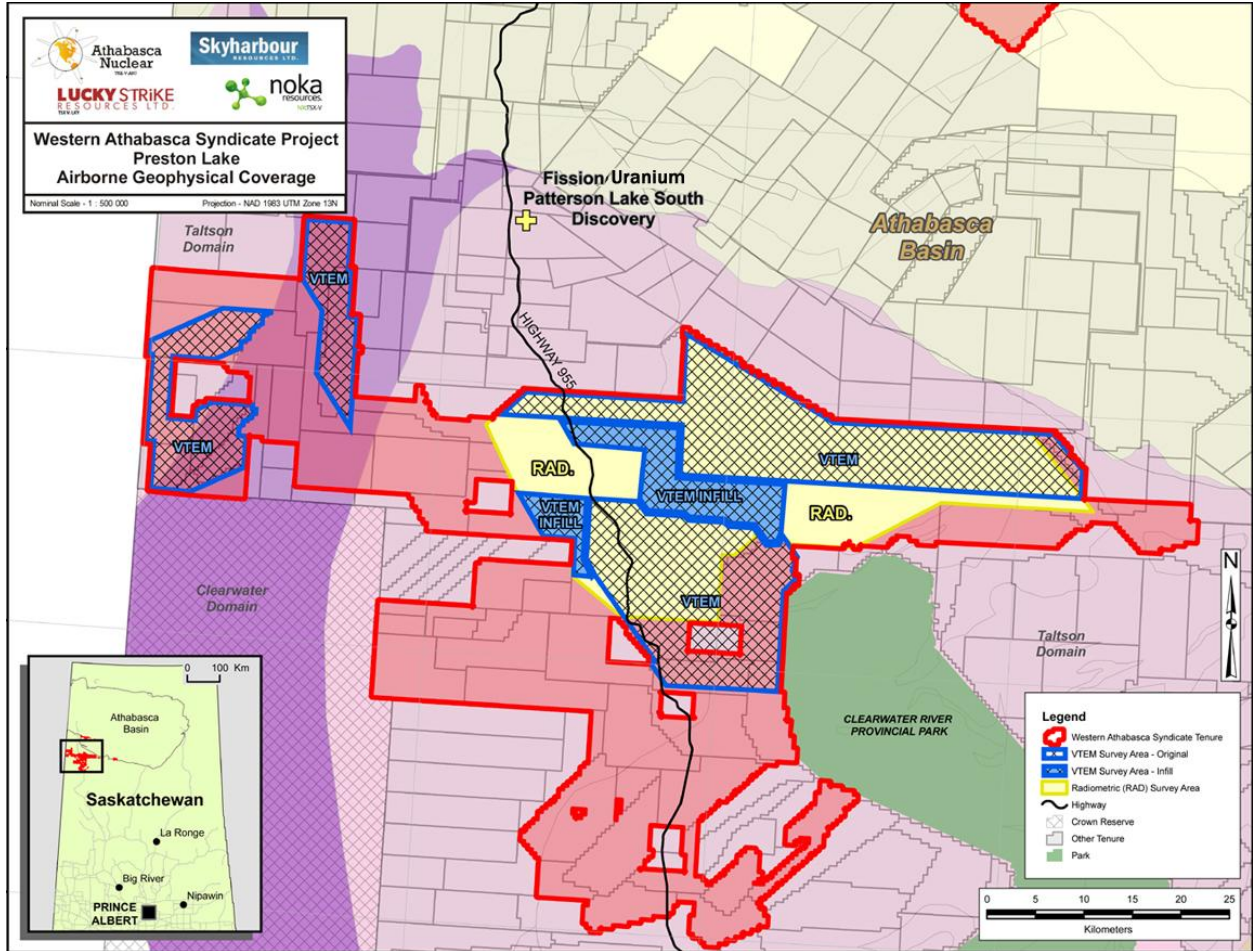 Athabasca
Nuclear
TSX-V:ASC
Skyharbour
RESOURCES LTD.
LUCKY STRIKE
RESOURCES LTD.
noka
resources.
NX:TSX-V
Western Athabasca Syndicate Project
Preston Lake
Airborne Geophysical Coverage
Nominal Scale - 1 : 500 000
Projection - NAD 1983 UTM Zone 13N
Fission Uranium
Patterson Lake South
Discovery
Athabasca
Basin
Taltson
Domain
VTEM
HIGHWAY 955
VTEM
VTEM
RAD.
VTEM INFILL
VTEM
INFILL
RAD.
VTEM
Clearwater
Domain
Taltson
Domain
CLEARWATER RIVER
PROVINCIAL PARK
N
0 100 Km
Athabasca
Basin
Saskatchewan
La Ronge
Big River
Nipawin
PRINCE
ALBERT
Legend
Western Athabasca Syndicate Tenure
VTEM Survey Area - Original
VTEM Survey Area - Infill
Radiometric (RAD) Survey Area
Highway
Crown Reserve
Other Tenure
Park
0 5 10 15 20 25
Kilometers